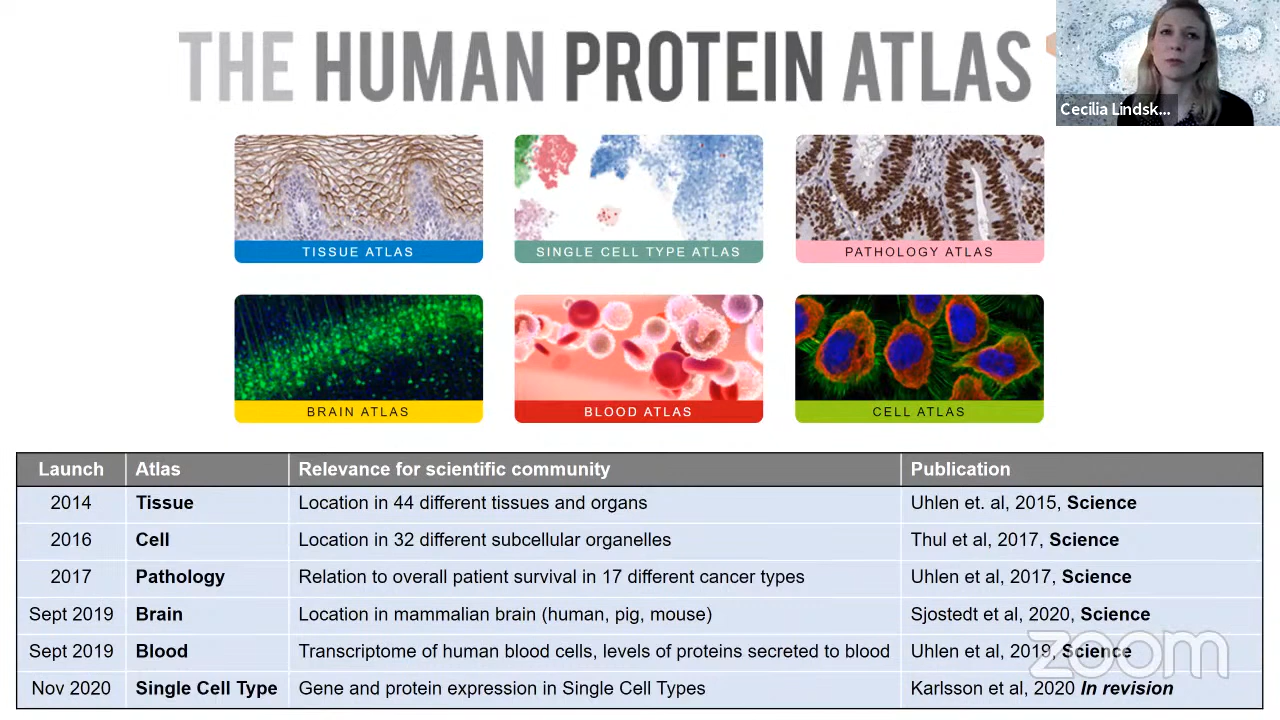 THE HUMAN PROTEIN ATLAS
Cecilia Lindsk...
TISSUE ATLAS
SINGLE CELL TYPE ATLAS
PATHOLOGY ATLAS
BRAIN ATLAS
BLOOD ATLAS
CELL ATLAS
Launch Atlas Relevance for scientific community Publication
2014 Tissue Location in 44 different tissues and organs Uhlen et. al, 2015, Science
2016 Cell Location in 32 different subcellular organelles Thul et al, 2017, Science
2017 Pathology Relation to overall patient survival in 17 different cancer types Uhlen et al, 2017, Science
Sept 2019 Brain Location in mammalian brain (human, pig, mouse) Sjostedt et al, 2020, Science
Sept 2019 Blood Transcriptome of human blood cells, levels of proteins secreted to blood Uhlen et al, 2019, Science
zoom
Nov 2020 Single Cell Type Gene and protein expression in Single Cell Types Karlsson et al, 2020 In revision